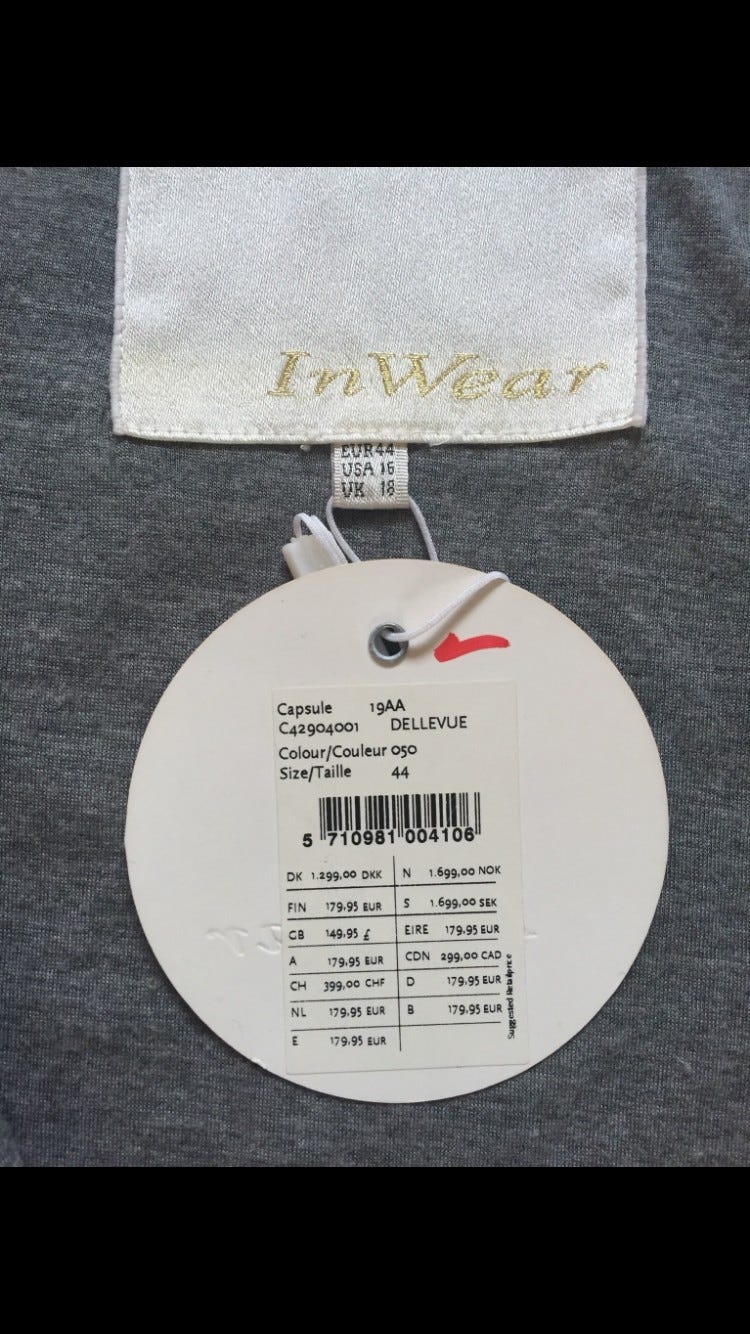 InWear
EUR44
USA 16
UK 18
Capsule 19AA
C42904001 DELLEVUE
Colour/Couleur 050
Size/Taille 44
5 710981 004106
DK 1.299,00 DKK N 1.699,00 NOK
FIN 179,95 EUR S 1.699,00 SEK
GB 149,95 £ EIRE 179,95 EUR
A 179,95 EUR CDN 299,00 CAD
CH 399,00 CHF D 179,95 EUR
NL 179,95 EUR B 179,95 EUR
E 179,95 EUR
Suggested Retailprice